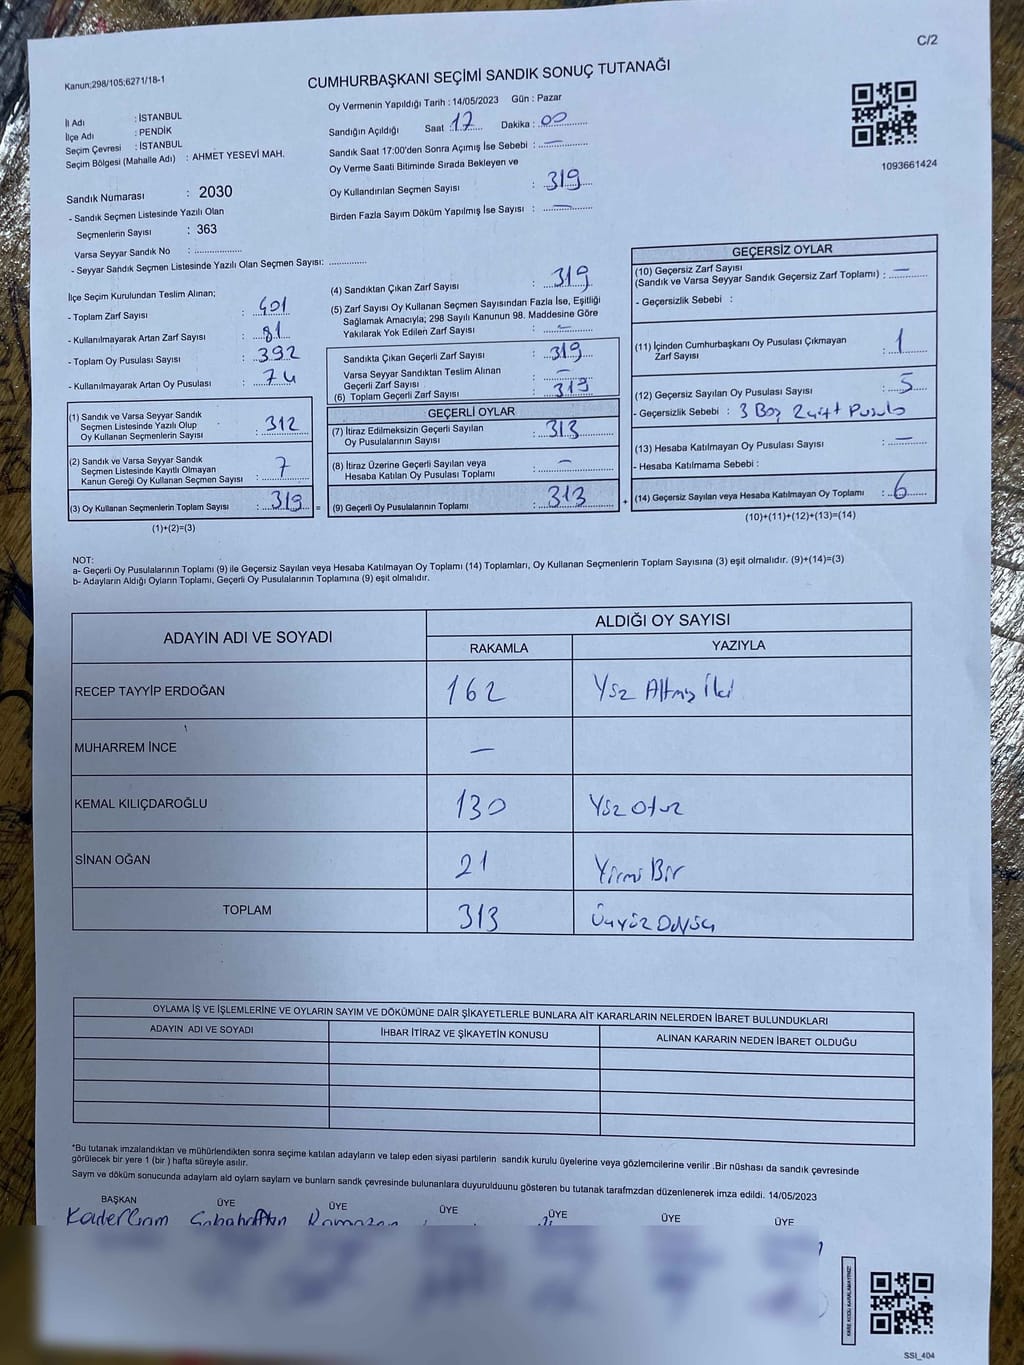 C/2
Kanun;298/105;6271/18-1
CUMHURBAŞKANI SEÇİMİ SANDIK SONUÇ TUTANAĞI
İl Adı : İSTANBUL
İlçe Adı : PENDİK
Seçim Çevresi : İSTANBUL
Seçim Bölgesi (Mahalle Adı) : AHMET YESEVİ MAH.
Sandık Numarası : 2030
- Sandık Seçmen Listesinde Yazılı Olan
Seçmenlerin Sayısı : 363
Varsa Seyyar Sandık No : ................
- Seyyar Sandık Seçmen Listesinde Yazılı Olan Seçmen Sayısı: ............
Oy Vermenin Yapıldığı Tarih : 14/05/2023 Gün : Pazar
Sandığın Açıldığı Saat : 17 Dakika : 00
Sandık Saat 17:00'den Sonra Açımış İse Sebebi : —
Oy Verme Saati Bitiminde Sırada Bekleyen ve
Oy Kullandırılan Seçmen Sayısı : 319
Birden Fazla Sayım Döküm Yapılmış İse Sayısı : —
1093661424
İlçe Seçim Kurulundan Teslim Alınan;
- Toplam Zarf Sayısı : 401
- Kullanılmayarak Artan Zarf Sayısı : 81
- Toplam Oy Pusulası Sayısı : 392
- Kullanılmayarak Artan Oy Pusulası : 74
(1) Sandık ve Varsa Seyyar Sandık
Seçmen Listesinde Yazılı Olup
Oy Kullanan Seçmenlerin Sayısı : 312
(2) Sandık ve Varsa Seyyar Sandık
Seçmen Listesinde Kayıtlı Olmayan
Kanun Gereği Oy Kullanan Seçmen Sayısı : 7
(3) Oy Kullanan Seçmenlerin Toplam Sayısı : 319 =
(1)+(2)=(3)
(4) Sandıktan Çıkan Zarf Sayısı : 319
(5) Zarf Sayısı Oy Kullanan Seçmen Sayısından Fazla İse, Eşitliği
Sağlamak Amacıyla; 298 Sayılı Kanunun 98. Maddesine Göre
Yakılarak Yok Edilen Zarf Sayısı : —
Sandıkta Çıkan Geçerli Zarf Sayısı : 319
Varsa Seyyar Sandıktan Teslim Alınan
Geçerli Zarf Sayısı : —
(6) Toplam Geçerli Zarf Sayısı : 319
GEÇERLİ OYLAR
(7) İtiraz Edilmeksizin Geçerli Sayılan
Oy Pusulalarının Sayısı : 313
(8) İtiraz Üzerine Geçerli Sayılan veya
Hesaba Katılan Oy Pusulası Toplamı : —
(9) Geçerli Oy Pusulalarının Toplamı : 313 +
GEÇERSİZ OYLAR
(10) Geçersiz Zarf Sayısı
(Sandık ve Varsa Seyyar Sandık Geçersiz Zarf Toplamı) : —
- Geçersizlik Sebebi :
(11) İçinden Cumhurbaşkanı Oy Pusulası Çıkmayan
Zarf Sayısı : 1
(12) Geçersiz Sayılan Oy Pusulası Sayısı : 5
- Geçersizlik Sebebi : 3 Boş 2 çift Pusula
(13) Hesaba Katılmayan Oy Pusulası Sayısı : —
- Hesaba Katılmama Sebebi :
(14) Geçersiz Sayılan veya Hesaba Katılmayan Oy Toplamı : 6
(10)+(11)+(12)+(13)=(14)
NOT:
a- Geçerli Oy Pusulalarının Toplamı (9) ile Geçersiz Sayılan veya Hesaba Katılmayan Oy Toplamı (14) Toplamları, Oy Kullanan Seçmenlerin Toplam Sayısına (3) eşit olmalıdır. (9)+(14)=(3)
b- Adayların Aldığı Oyların Toplamı, Geçerli Oy Pusulalarının Toplamına (9) eşit olmalıdır.
ADAYIN ADI VE SOYADI ALDIĞI OY SAYISI
RAKAMLA YAZIYLA
RECEP TAYYİP ERDOĞAN 162 Yüz Altmış İki
MUHARREM İNCE —
KEMAL KILIÇDAROĞLU 130 Yüz Otuz
SİNAN OĞAN 21 Yirmi Bir
TOPLAM 313 Üçyüz Onüç
OYLAMA İŞ VE İŞLEMLERİNE VE OYLARIN SAYIM VE DÖKÜMÜNE DAİR ŞİKAYETLERLE BUNLARA AİT KARARLARIN NELERDEN İBARET BULUNDUKLARI
ADAYIN ADI VE SOYADI İHBAR İTİRAZ VE ŞİKAYETİN KONUSU ALINAN KARARIN NEDEN İBARET OLDUĞU
*Bu tutanak imzalandıktan ve mühürlendikten sonra seçime katılan adayların ve talep eden siyasi partilerin sandık kurulu üyelerine veya gözlemcilerine verilir .Bir nüshası da sandık çevresinde
görülecek bir yere 1 (bir ) hafta süreyle asılır.
Sayım ve döküm sonucunda adayların ald oyların sayların ve bunların sandk çevresinde bulunanlara duyurulduunu gösteren bu tutanak tarafmzdan düzenlenerek imza edildi. 14/05/2023
BAŞKAN ÜYE ÜYE ÜYE ÜYE ÜYE ÜYE
Sabahattin Ramazan
KARE KODU KARALAMAYINIZ!
SSI_404